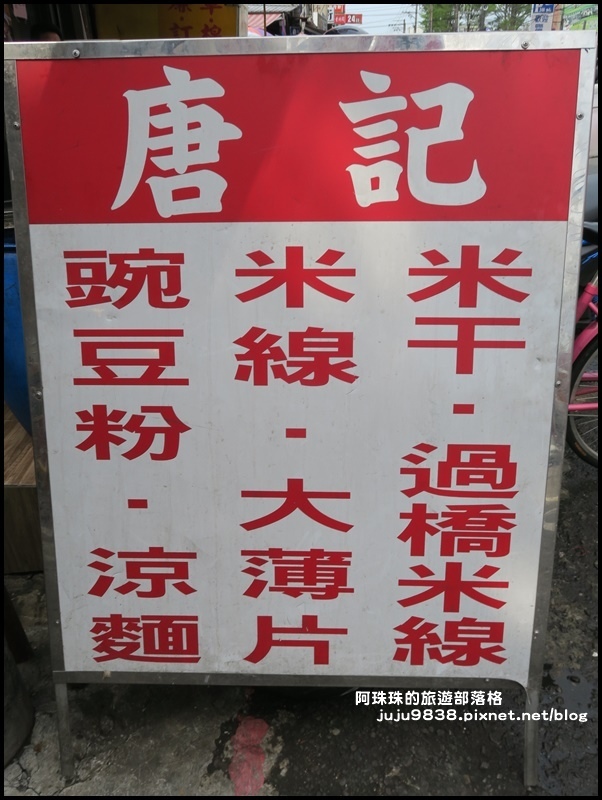 唐記
米干·過橋米線
米線·大薄片
豌豆粉·涼麵
阿珠珠的旅遊部落格
juju9838.pixnet.net/blog